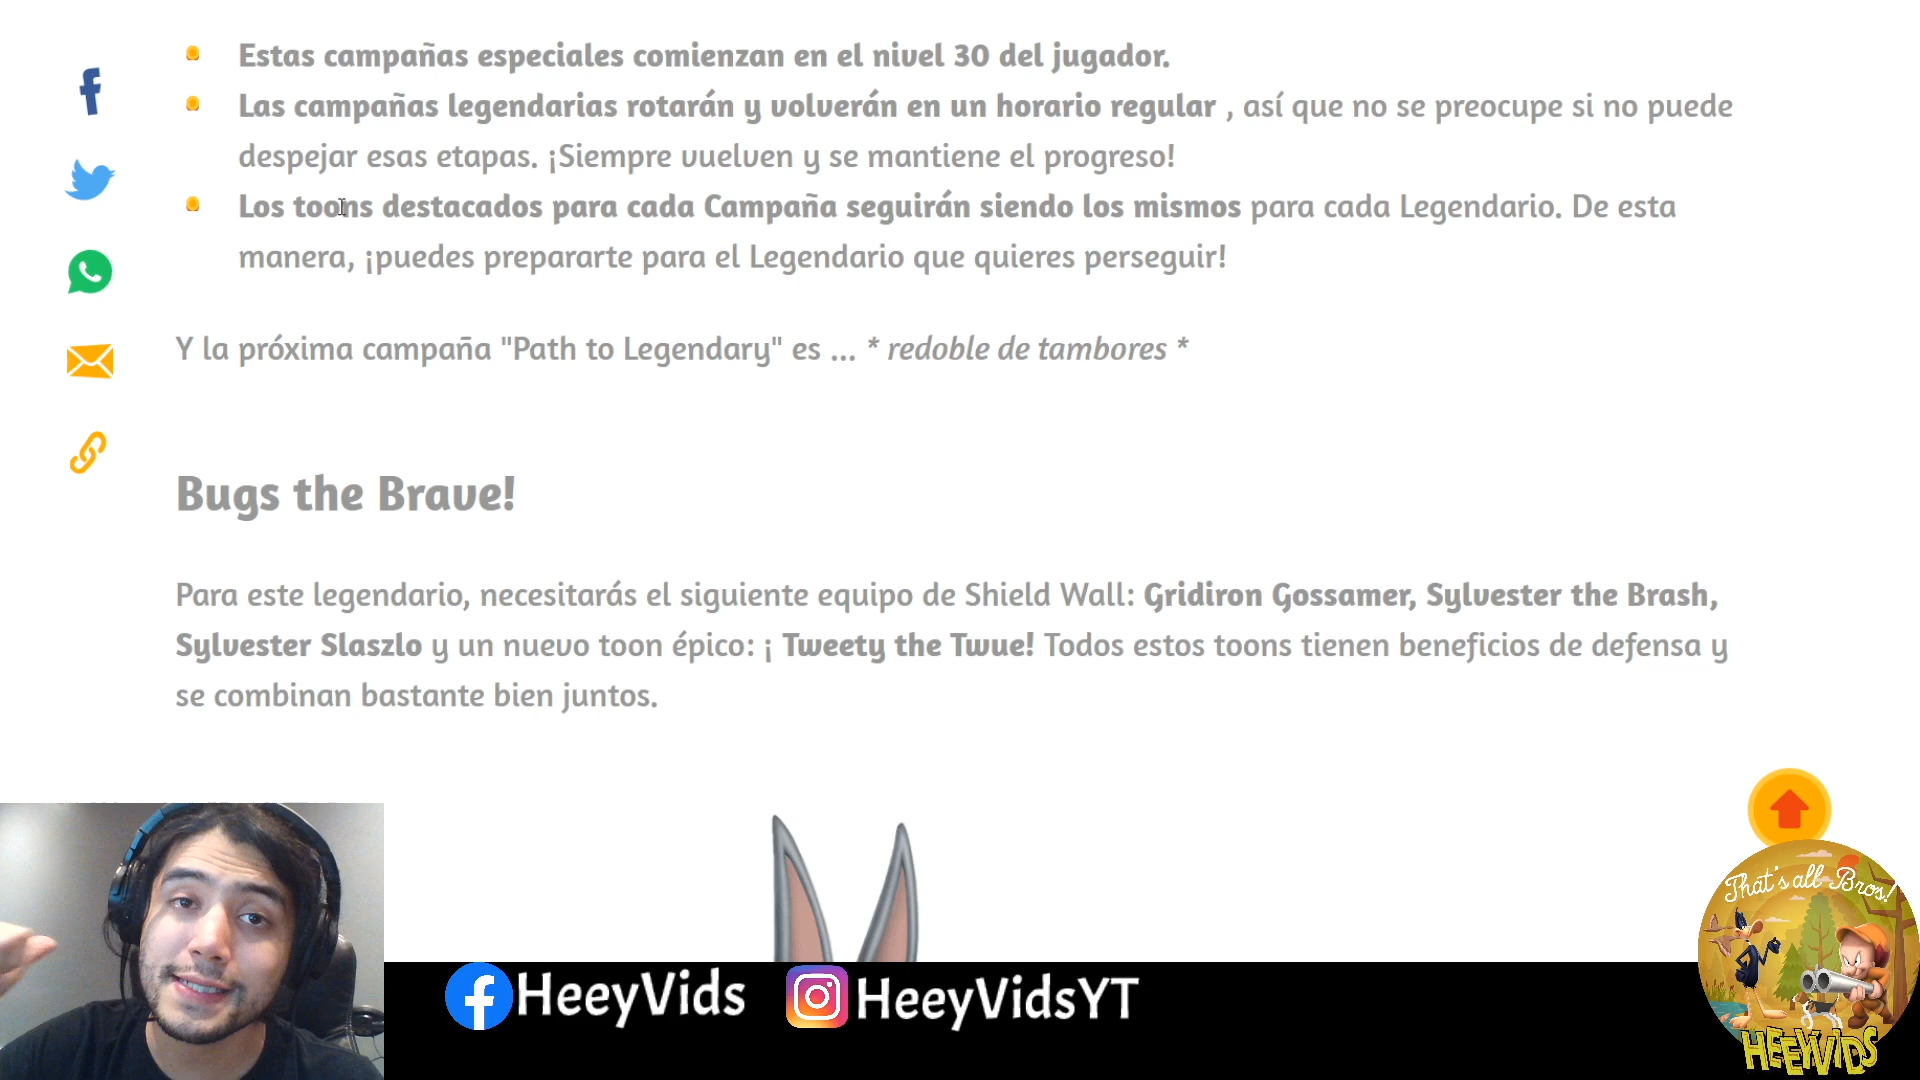 Estas campañas especiales comienzan en el nivel 30 del jugador.
Las campañas legendarias rotarán y volverán en un horario regular , así que no se preocupe si no puede
despejar esas etapas. ¡Siempre vuelven y se mantiene el progreso!
Los toons destacados para cada Campaña seguirán siendo los mismos para cada Legendario. De esta
manera, ¡puedes prepararte para el Legendario que quieres perseguir!
Y la próxima campaña "Path to Legendary" es ... * redoble de tambores *
Bugs the Brave!
Para este legendario, necesitarás el siguiente equipo de Shield Wall: Gridiron Gossamer, Sylvester the Brash,
Sylvester Slaszlo y un nuevo toon épico: ¡ Tweety the Twue! Todos estos toons tienen beneficios de defensa y
se combinan bastante bien juntos.
That's all Bros!
HeeyVids HeeyVidsYT
HEEYVIDS